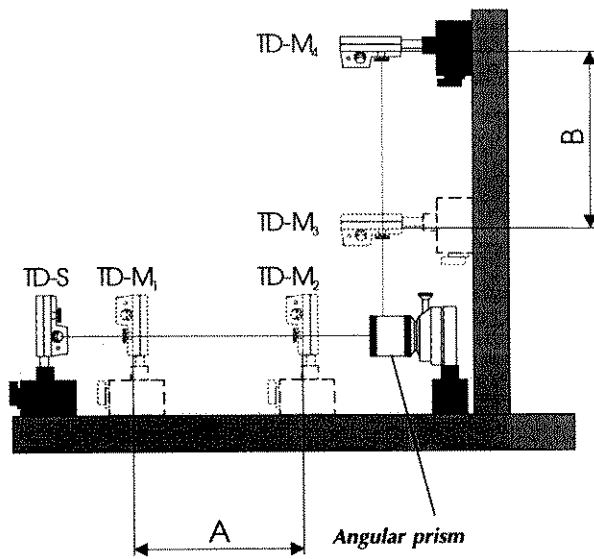 TD-M₄
B
TD-M₃
TD-S TD-M₁ TD-M₂
A
Angular prism